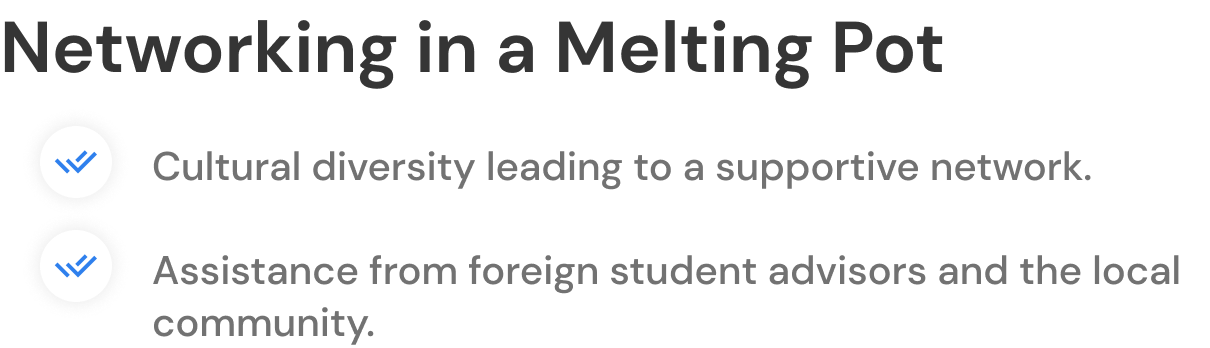 Networking in a Melting Pot
Cultural diversity leading to a supportive network.
Assistance from foreign student advisors and the local
community.